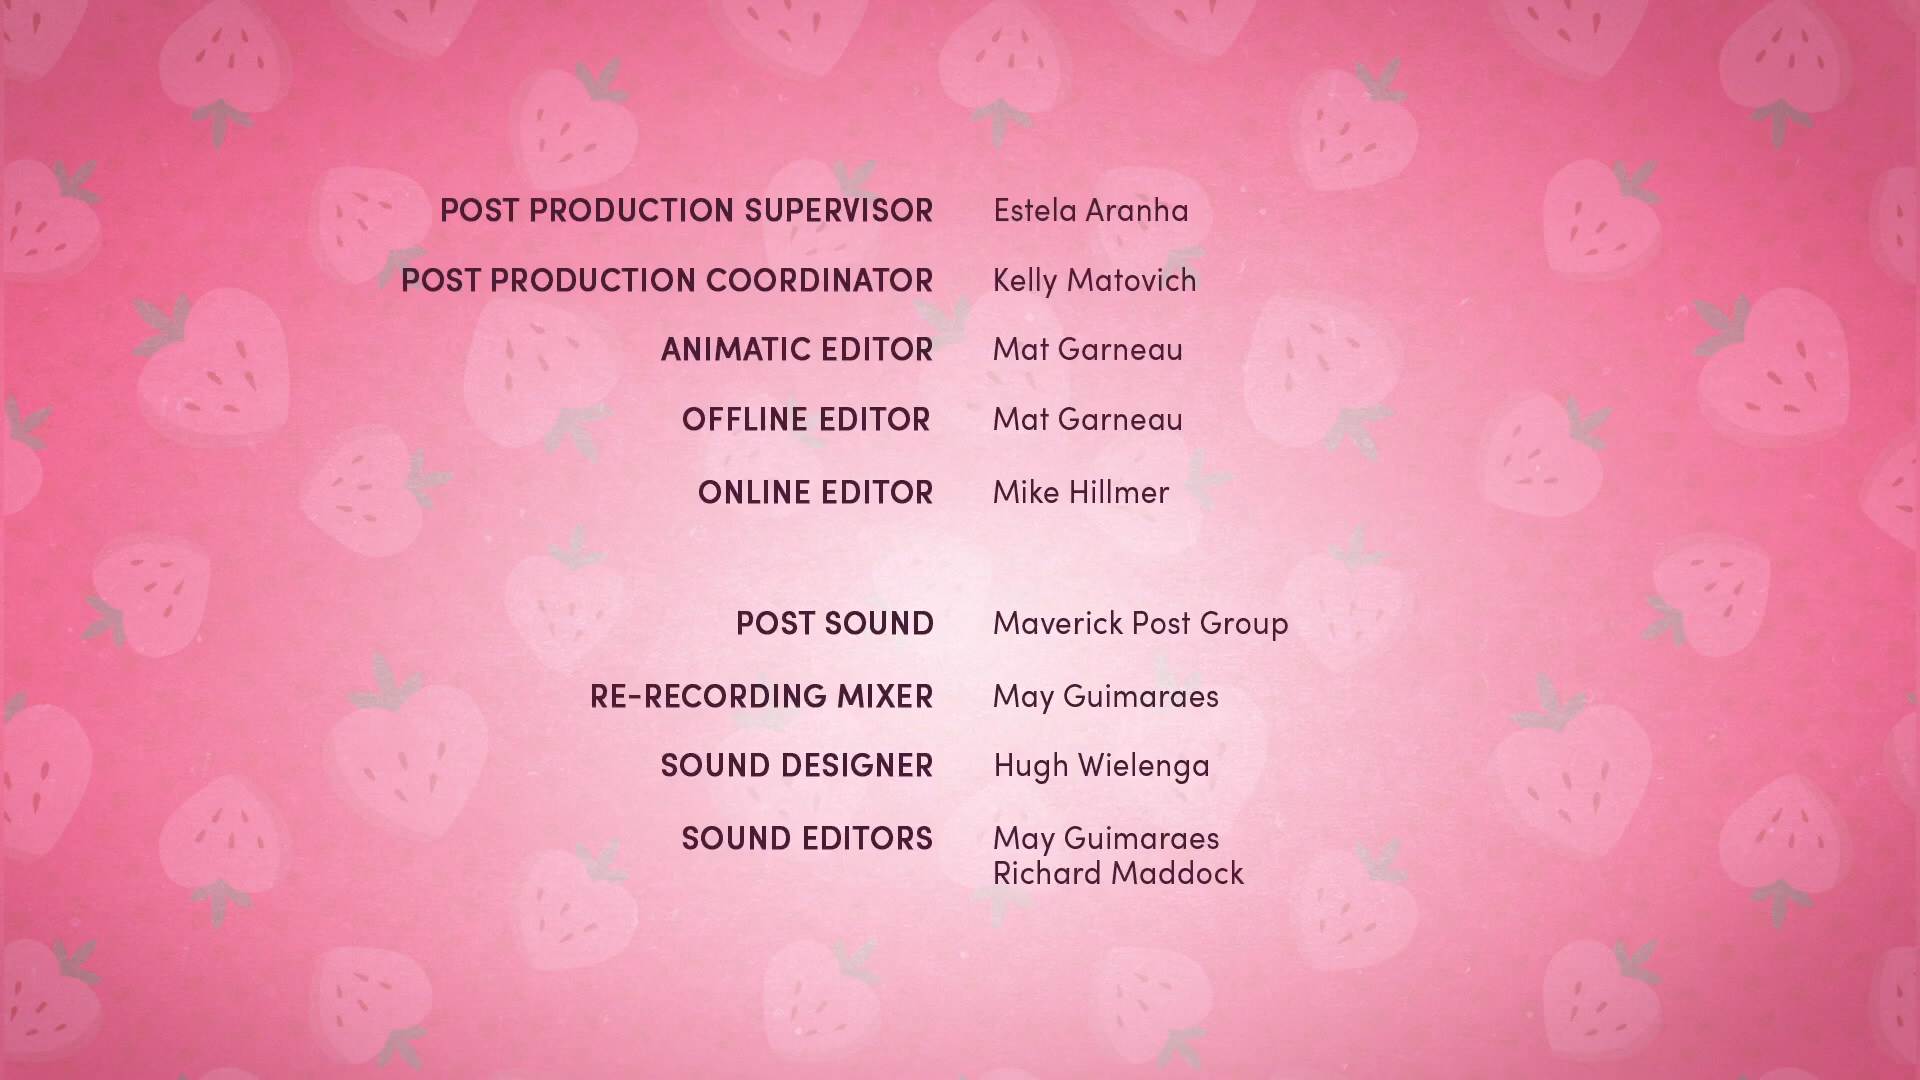 POST PRODUCTION SUPERVISOR Estela Aranha
POST PRODUCTION COORDINATOR Kelly Matovich
ANIMATIC EDITOR Mat Garneau
OFFLINE EDITOR Mat Garneau
ONLINE EDITOR Mike Hillmer
POST SOUND Maverick Post Group
RE-RECORDING MIXER May Guimaraes
SOUND DESIGNER Hugh Wielenga
SOUND EDITORS May Guimaraes
Richard Maddock